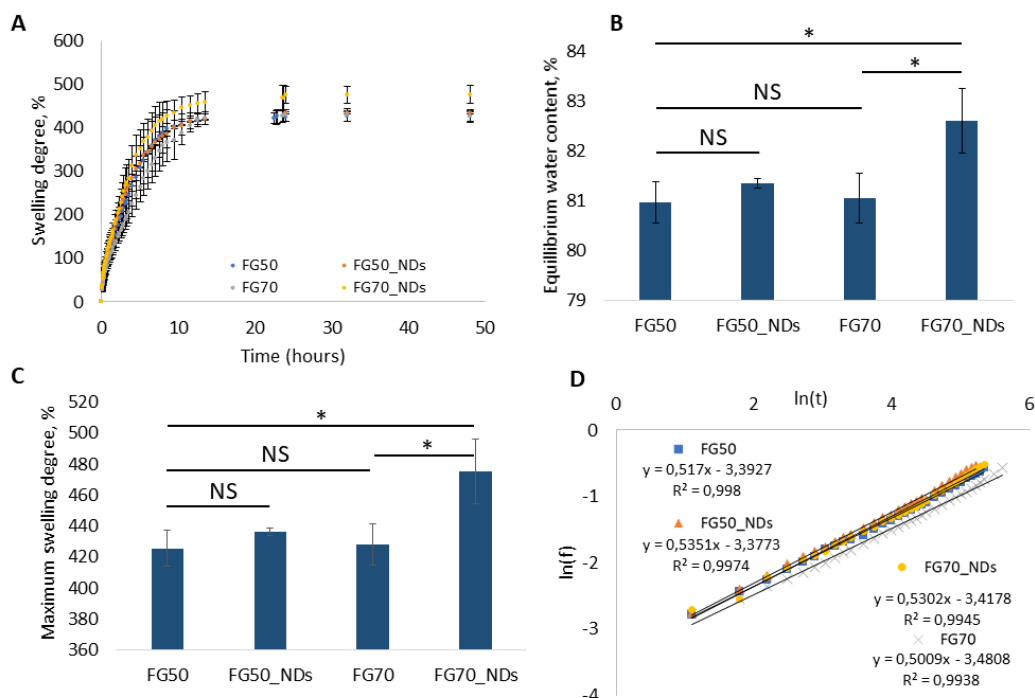 A
Swelling degree, %
600
500
400
300
200
100
0
FG50
FG50_NDs
FG70
FG70_NDs
0
10
20
30
40
50
Time (hours)
B
Equillibrium water content, %
84
83
82
81
80
79
*
*
NS
NS
FG50
FG50_NDs
FG70
FG70_NDs
C
Maximum swelling degree, %
520
500
480
460
440
420
400
380
360
*
NS
*
NS
FG50
FG50_NDs
FG70
FG70_NDs
D
ln(t)
0
2
4
6
ln(f)
-0
-1
-2
-3
-4
FG50
y = 0,517x - 3,3927
R² = 0,998
FG50_NDs
y = 0,5351x - 3,3773
R² = 0,9974
FG70_NDs
y = 0,5302x - 3,4178
R² = 0,9945
FG70
y = 0,5009x - 3,4808
R² = 0,9938